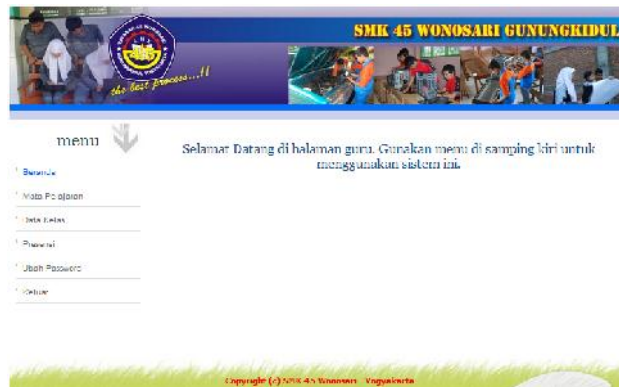 SMK 45 WONOSARI GUNUNGKIDUL
the best process...!!
menu
Selamat Datang di halaman guru. Gunakan menu di samping kiri untuk
menggunakan sistem ini.
Beranda
Mata Pelajaran
Data Kelas
Presensi
Ubah Password
Keluar
Copyright (c) SMK 45 Wonosari Yogyakarta